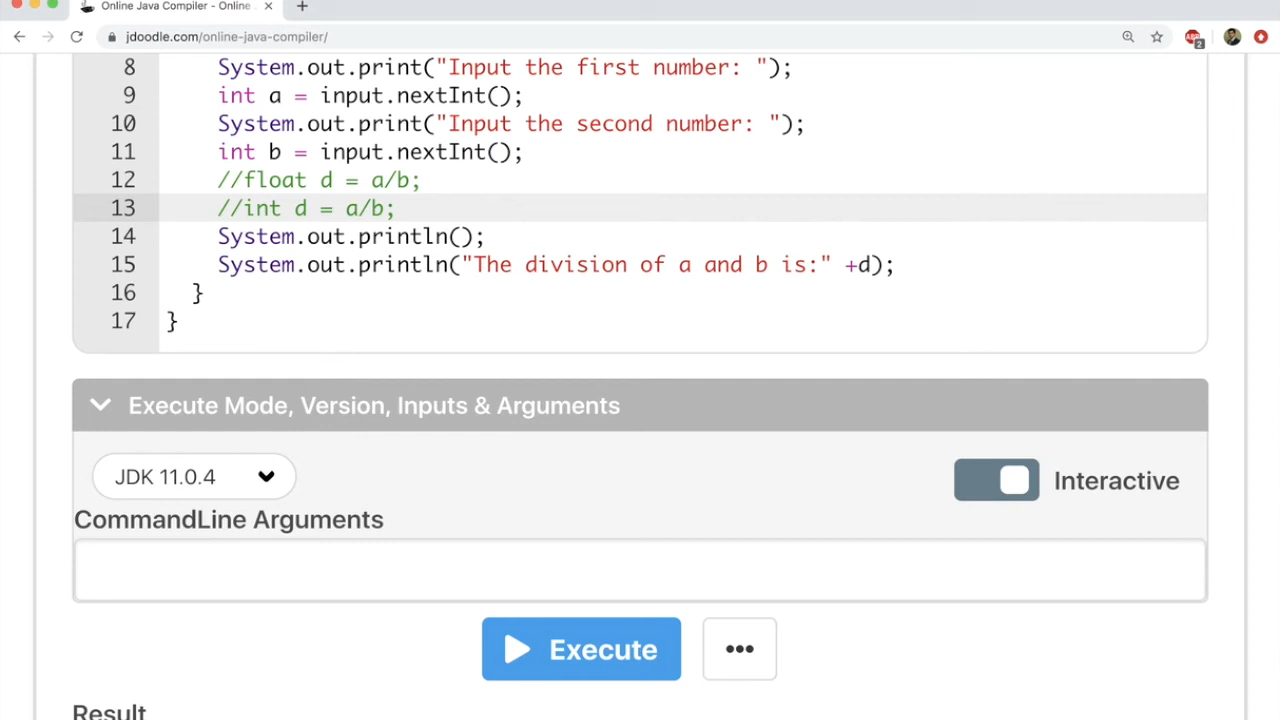 Online Java Compiler - Online
jdoodle.com/online-java-compiler/
2
8 System.out.print("Input the first number: ");
9 int a = input.nextInt();
10 System.out.print("Input the second number: ");
11 int b = input.nextInt();
12 //float d = a/b;
13 //int d = a/b;
14 System.out.println();
15 System.out.println("The division of a and b is:" +d);
16 }
17 }
Execute Mode, Version, Inputs & Arguments
JDK 11.0.4
Interactive
CommandLine Arguments
Execute
•••
Result